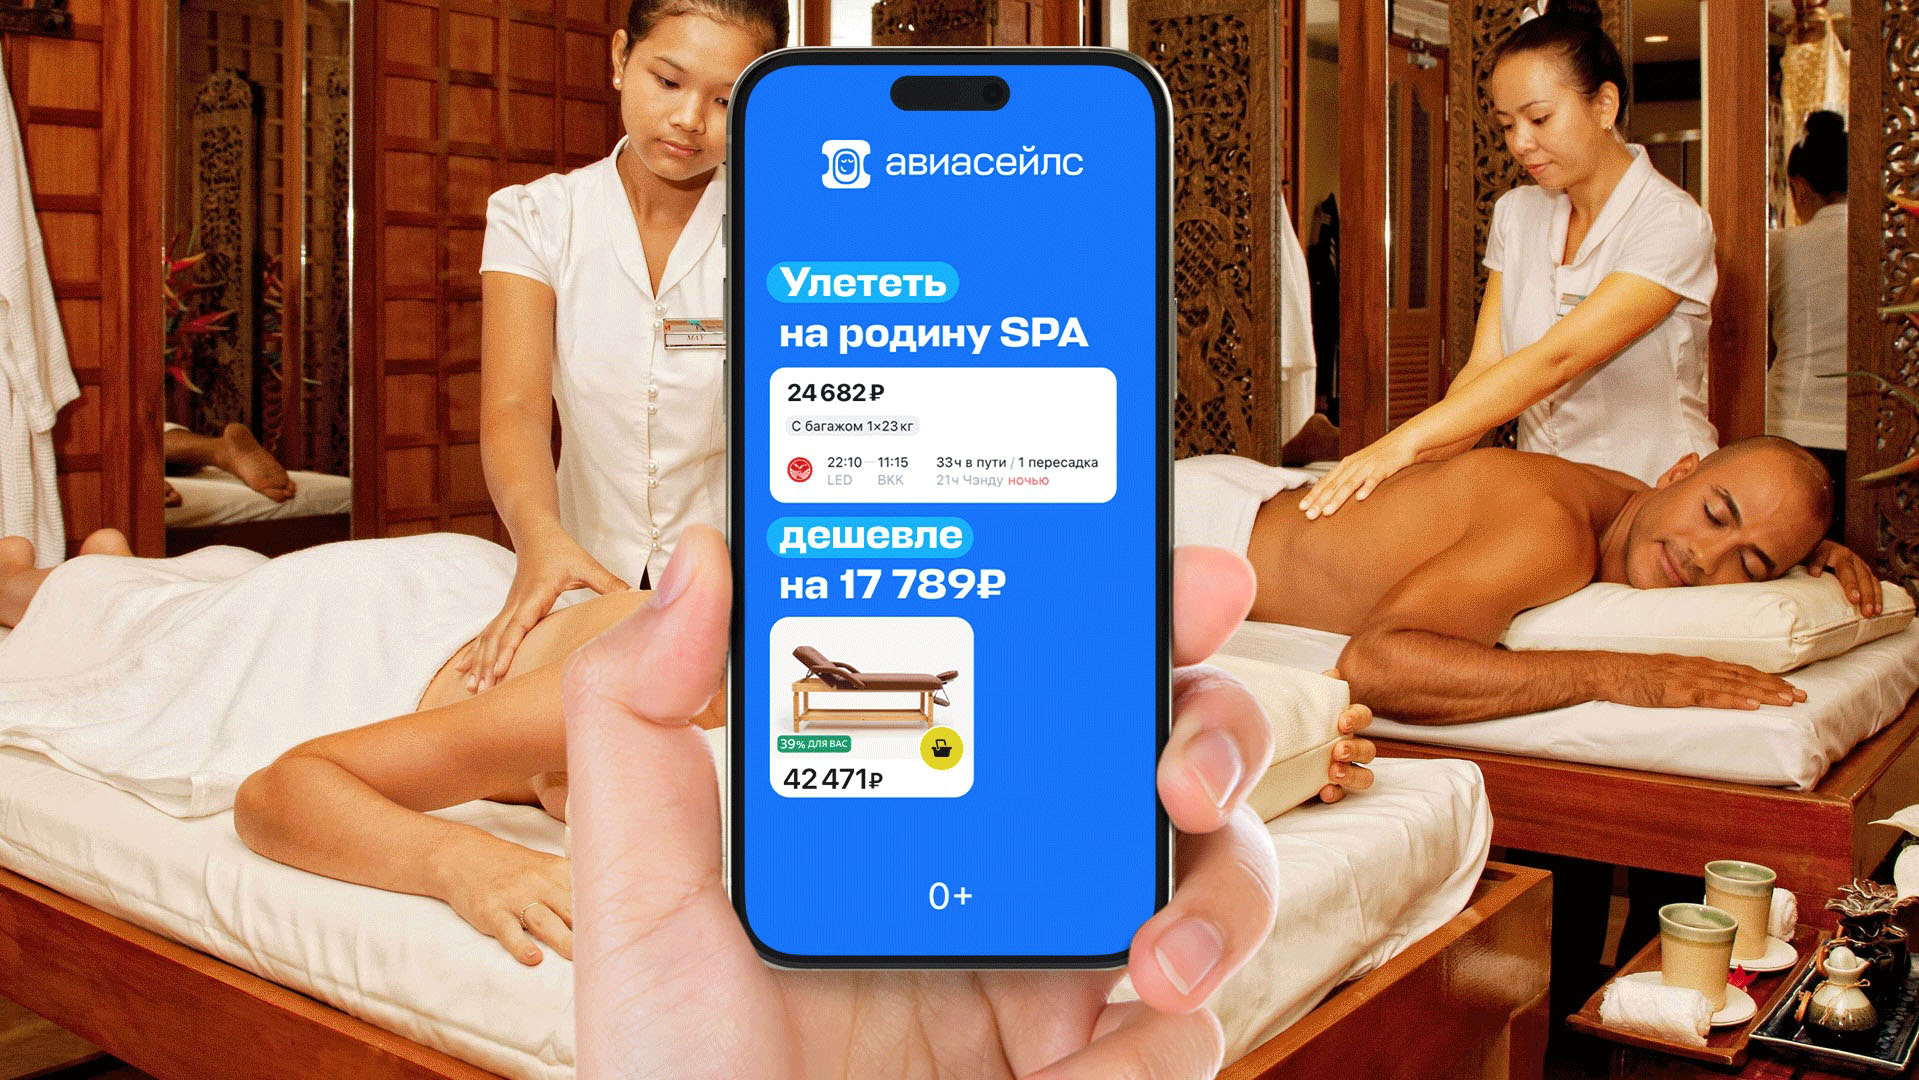 авиасейлс
Улететь
на родину SPA
24 682 ₽
С багажом 1×23 кг
22:10 — 11:15
LED BKK
33ч в пути / 1 пересадка
21ч Чэнду ночью
дешевле
на 17 789₽
39% ДЛЯ ВАС
42 471₽
0+
MAY